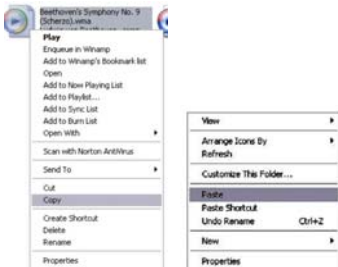 Beethoven's Symphony No. 9
(Scherzo).wma
Play
Enqueue in Winamp
Add to Winamp's Bookmark list
Open
Add to Now Playing List
Add to Playlist...
Add to Sync List
Add to Burn List
Open With
Scan with Norton AntiVirus
Send To
Cut
Copy
Create Shortcut
Delete
Rename
Properties
View
Arrange Icons By
Refresh
Customize This Folder...
Paste
Paste Shortcut
Undo Rename Ctrl+Z
New
Properties